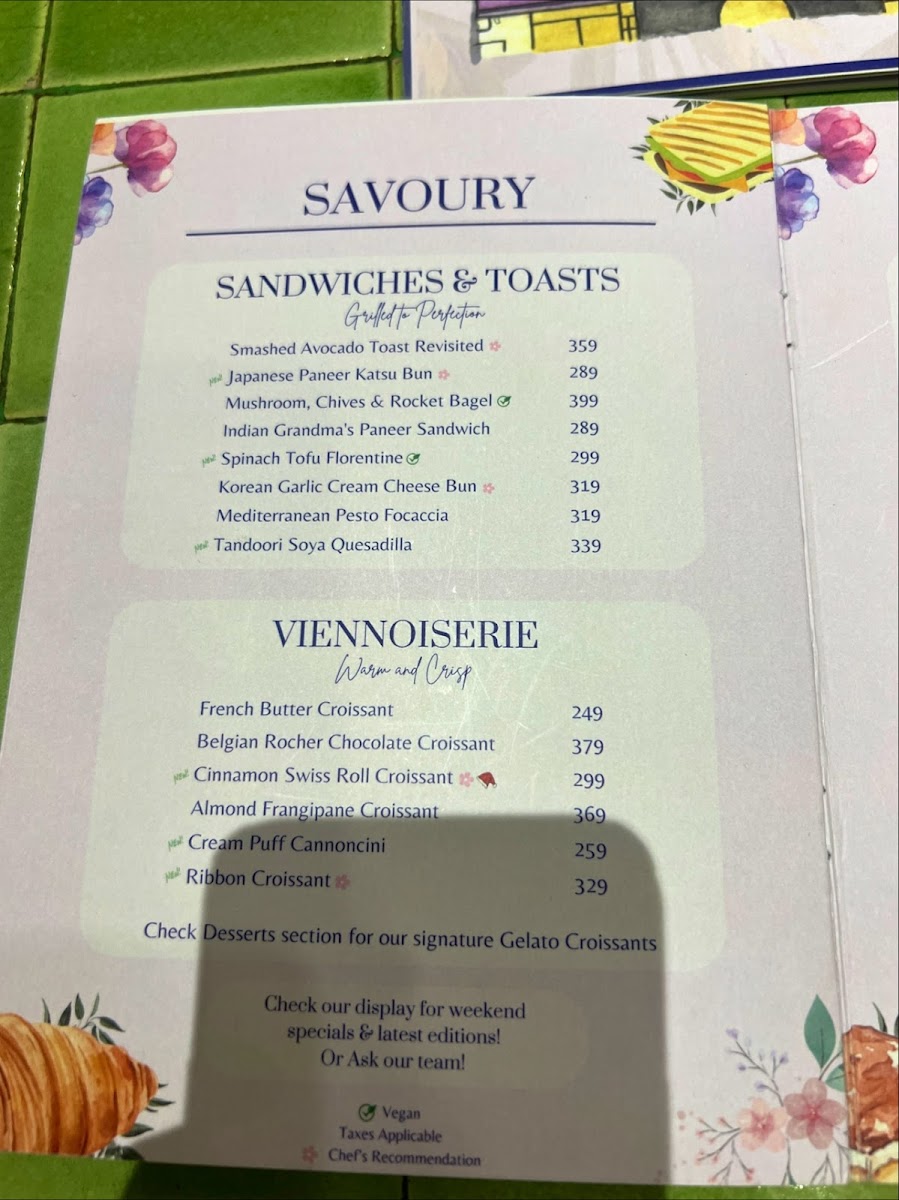 SAVOURY
SANDWICHES & TOASTS
Grilled to Perfection
Smashed Avocado Toast Revisited 359
new Japanese Paneer Katsu Bun 289
Mushroom, Chives & Rocket Bagel 399
Indian Grandma's Paneer Sandwich 289
new Spinach Tofu Florentine 299
Korean Garlic Cream Cheese Bun 319
Mediterranean Pesto Focaccia 319
new Tandoori Soya Quesadilla 339
VIENNOISERIE
Warm and Crisp
French Butter Croissant 249
Belgian Rocher Chocolate Croissant 379
new Cinnamon Swiss Roll Croissant 299
Almond Frangipane Croissant 369
new Cream Puff Cannoncini 259
new Ribbon Croissant 329
Check Desserts section for our signature Gelato Croissants
Check our display for weekend
specials & latest editions!
Or Ask our team!
Vegan
Taxes Applicable
Chef's Recommendation